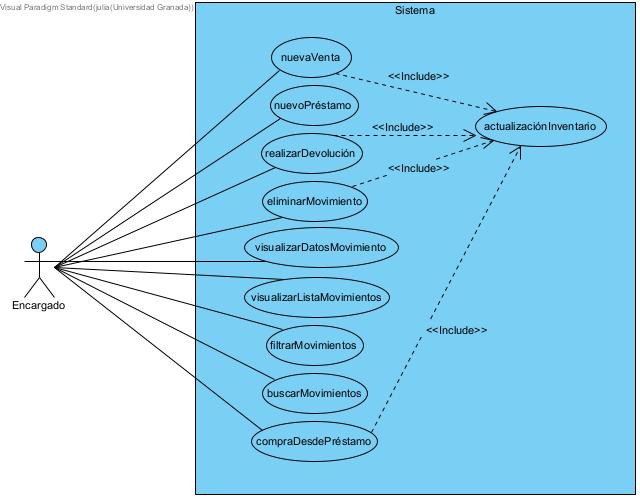 Visual Paradigm Standard(julia(Universidad Granada))
Sistema
nuevaVenta
<<Include>>
nuevoPréstamo
actualizaciónInventario
<<Include>>
realizarDevolución
<<Include>>
eliminarMovimiento
visualizarDatosMovimiento
Encargado
visualizarListaMovimientos
<<Include>>
filtrarMovimientos
buscarMovimientos
compraDesdePréstamo